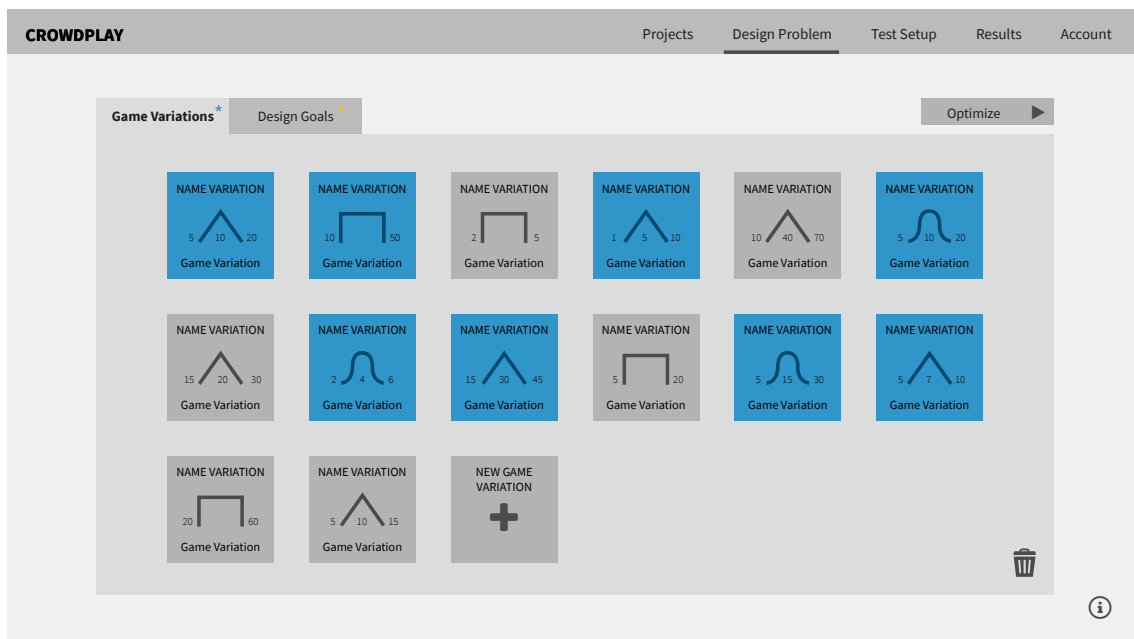 CROWDPLAY
Projects Design Problem Test Setup Results Account
Game Variations* Design Goals* Optimize
NAME VARIATION NAME VARIATION NAME VARIATION NAME VARIATION NAME VARIATION NAME VARIATION
5 10 20 10 50 2 5 1 5 10 10 40 70 5 10 20
Game Variation Game Variation Game Variation Game Variation Game Variation Game Variation
NAME VARIATION NAME VARIATION NAME VARIATION NAME VARIATION NAME VARIATION NAME VARIATION
15 20 30 2 4 6 15 30 45 5 20 5 15 30 5 7 10
Game Variation Game Variation Game Variation Game Variation Game Variation Game Variation
NAME VARIATION NAME VARIATION NEW GAME
VARIATION
20 60 5 10 15
Game Variation Game Variation